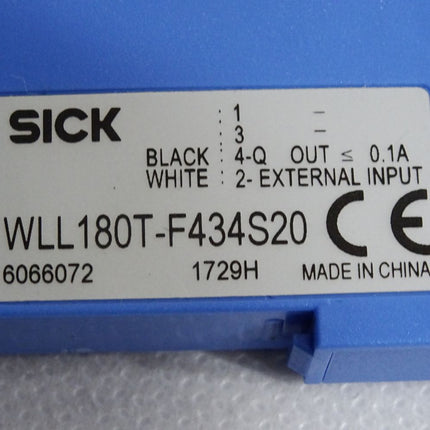 SICK
: 1 –
: 3 –
BLACK : 4-Q OUT ≤ 0.1A
WHITE : 2- EXTERNAL INPUT
WLL180T-F434S20 CE
6066072 1729H MADE IN CHINA